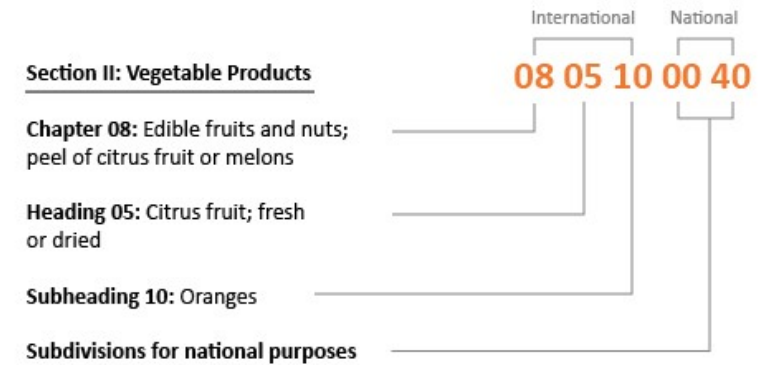 International National
Section II: Vegetable Products
08 05 10 00 40
Chapter 08: Edible fruits and nuts;
peel of citrus fruit or melons
Heading 05: Citrus fruit; fresh
or dried
Subheading 10: Oranges
Subdivisions for national purposes